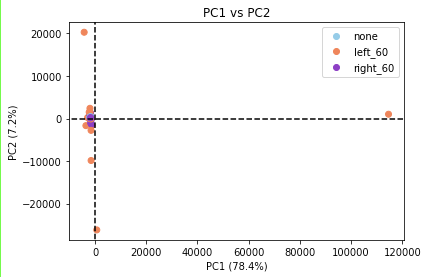 PC1 vs PC2
none
left_60
right_60
20000
10000
0
−10000
−20000
PC2 (7.2%)
0
20000
40000
60000
80000
100000
120000
PC1 (78.4%)